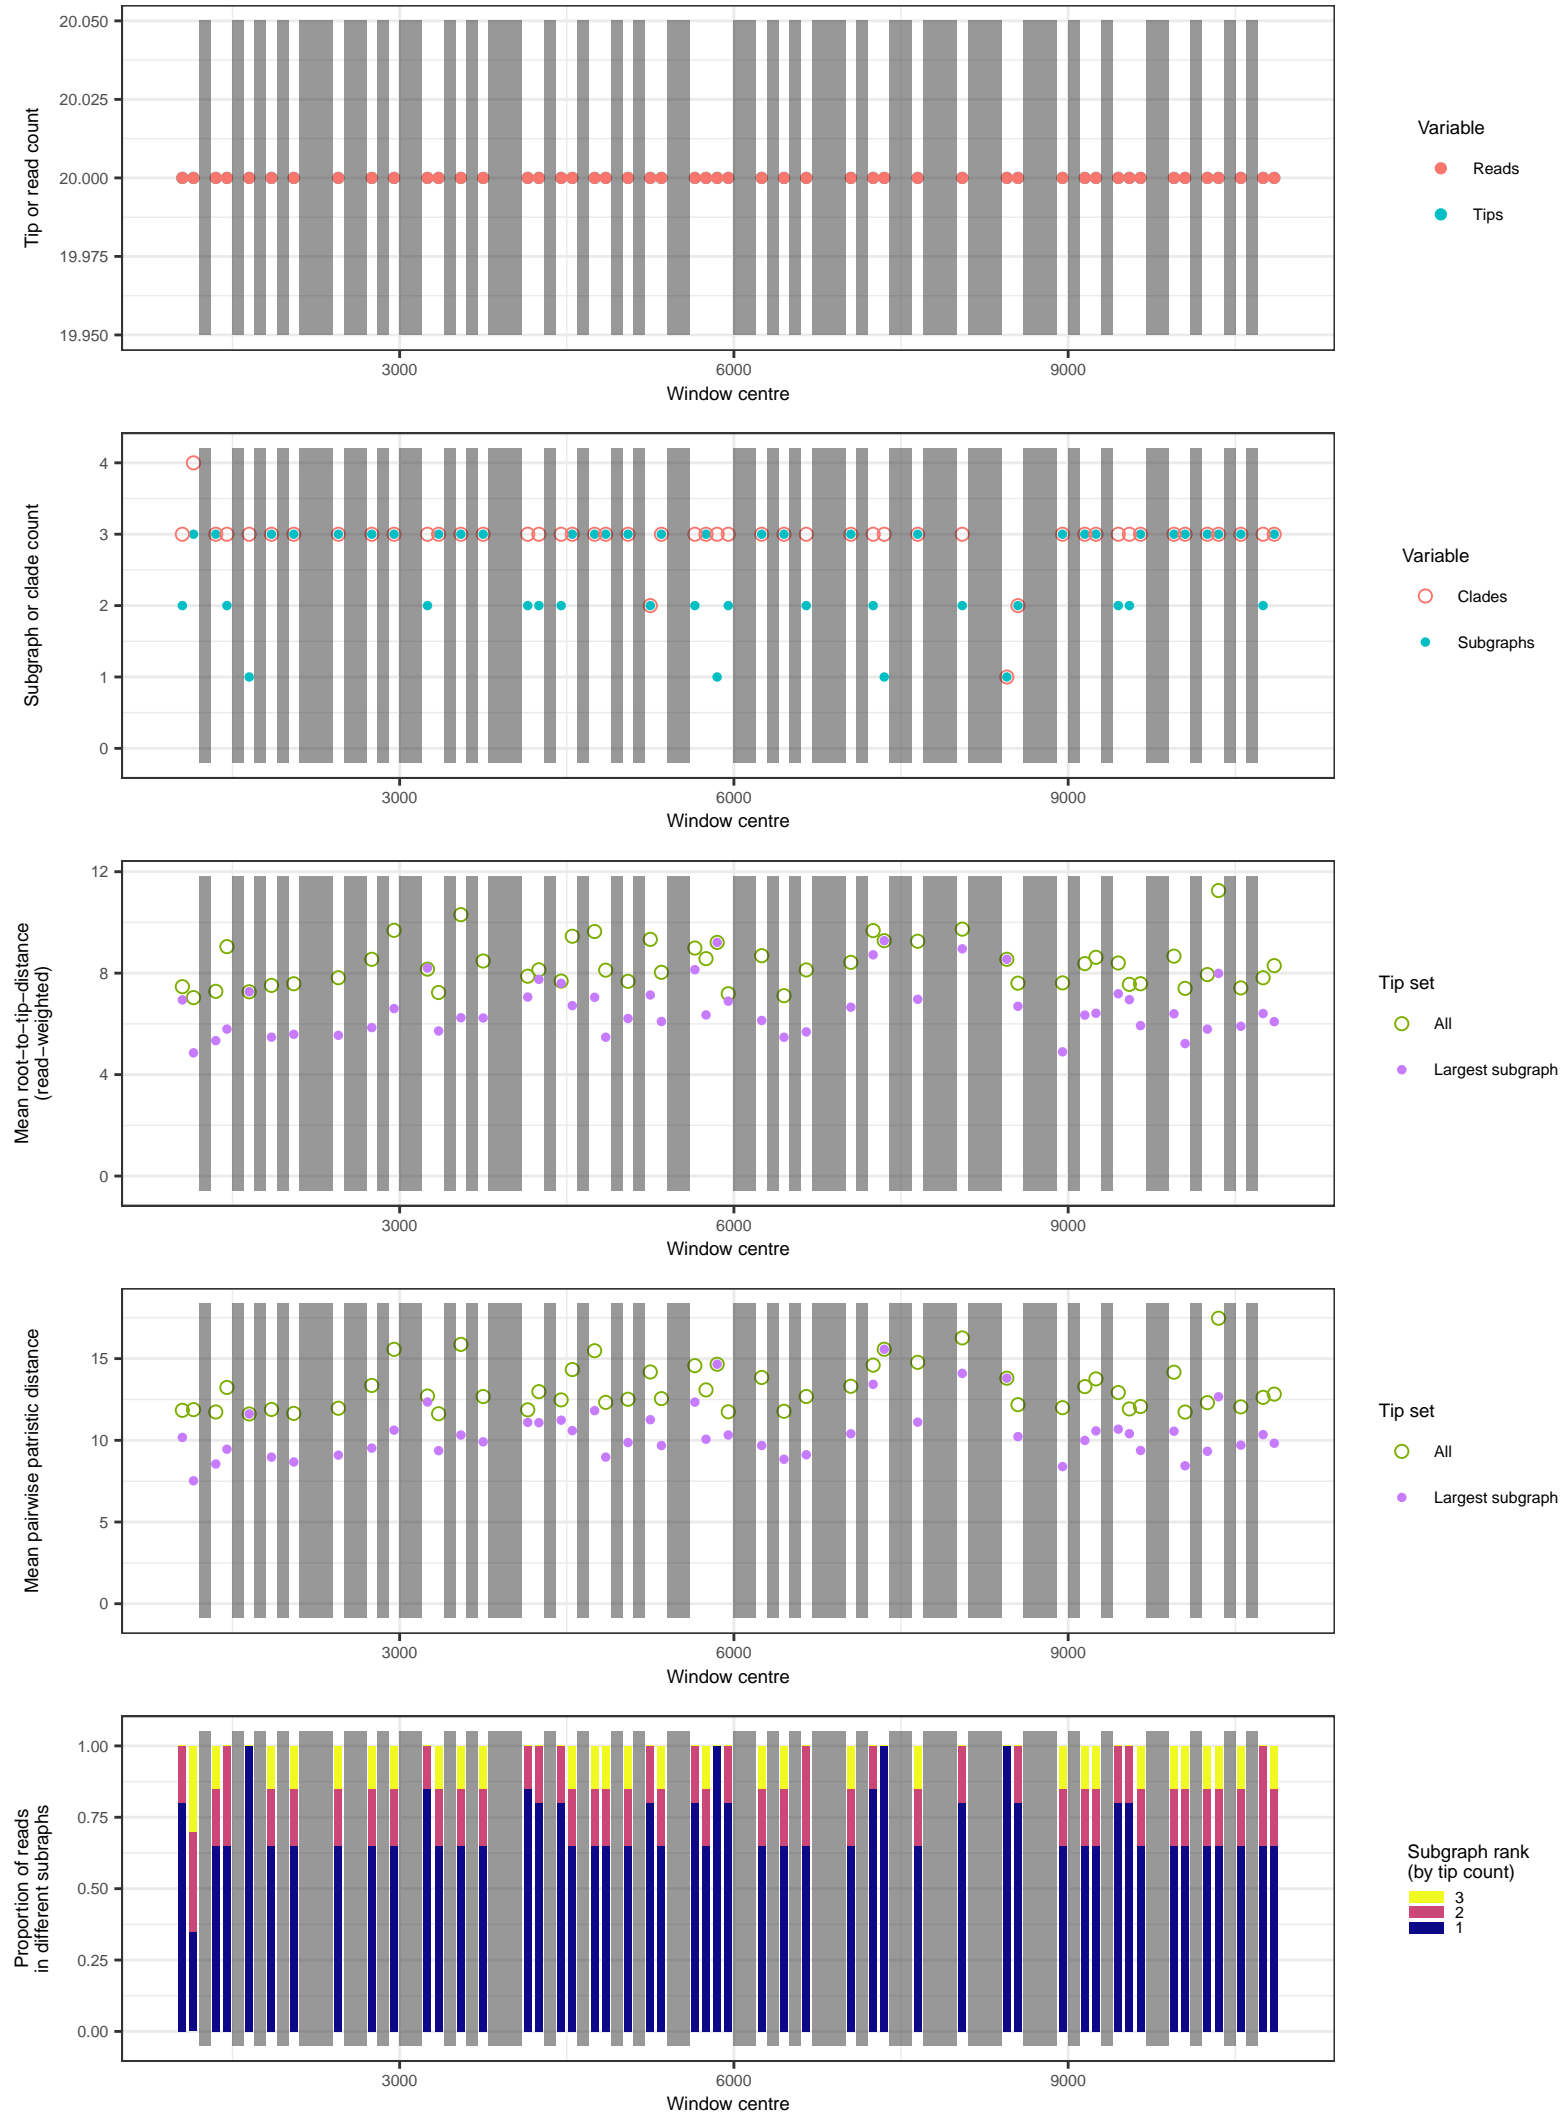 20.050
20.025
20.000
19.975
19.950
Tip or read count
3000
6000
9000
Window centre
Variable
Reads
Tips
4
3
2
1
0
Subgraph or clade count
3000
6000
9000
Window centre
Variable
Clades
Subgraphs
12
8
4
0
Mean root−to−tip−distance
(read−weighted)
3000
6000
9000
Window centre
Tip set
All
Largest subgraph
15
10
5
0
Mean pairwise patristic distance
3000
6000
9000
Window centre
Tip set
All
Largest subgraph
1.00
0.75
0.50
0.25
0.00
Proportion of reads
in different subraphs
3000
6000
9000
Window centre
Subgraph rank
(by tip count)
3
2
1